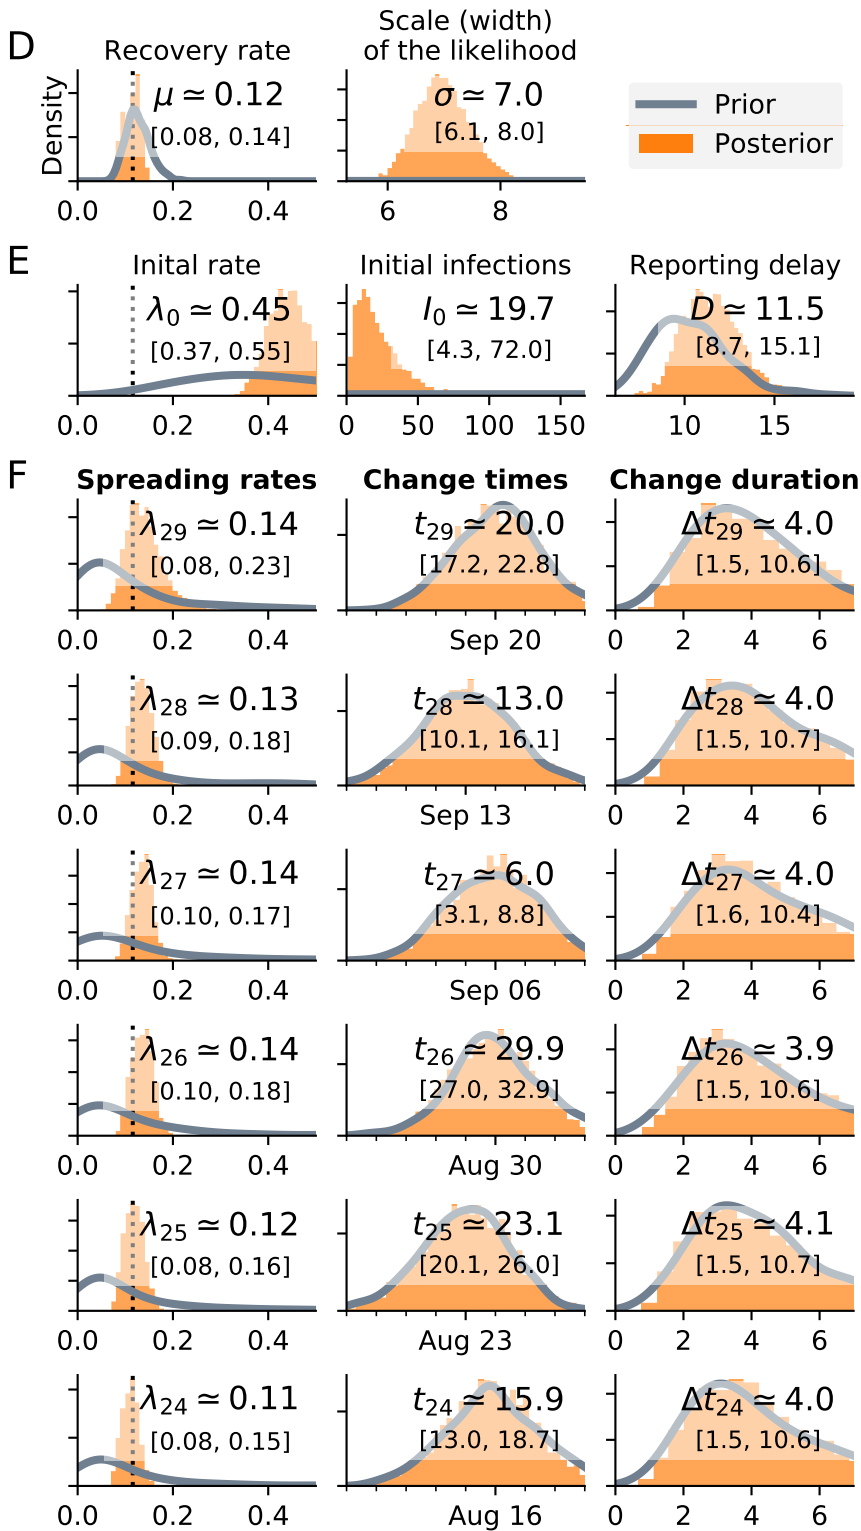 D
Recovery rate
Scale (width)
of the likelihood
Density
μ ≃ 0.12
[0.08, 0.14]
σ ≃ 7.0
[6.1, 8.0]
Prior
Posterior
0.0 0.2 0.4
6 8
E
Inital rate
Initial infections
Reporting delay
λ0 ≃ 0.45
[0.37, 0.55]
I0 ≃ 19.7
[4.3, 72.0]
D ≃ 11.5
[8.7, 15.1]
0.0 0.2 0.4
0 50 100 150
10 15
F
Spreading rates
Change times
Change duration
λ29 ≃ 0.14
[0.08, 0.23]
t29 ≃ 20.0
[17.2, 22.8]
Δt29 ≃ 4.0
[1.5, 10.6]
0.0 0.2 0.4
Sep 20
0 2 4 6
λ28 ≃ 0.13
[0.09, 0.18]
t28 ≃ 13.0
[10.1, 16.1]
Δt28 ≃ 4.0
[1.5, 10.7]
0.0 0.2 0.4
Sep 13
0 2 4 6
λ27 ≃ 0.14
[0.10, 0.17]
t27 ≃ 6.0
[3.1, 8.8]
Δt27 ≃ 4.0
[1.6, 10.4]
0.0 0.2 0.4
Sep 06
0 2 4 6
λ26 ≃ 0.14
[0.10, 0.18]
t26 ≃ 29.9
[27.0, 32.9]
Δt26 ≃ 3.9
[1.5, 10.6]
0.0 0.2 0.4
Aug 30
0 2 4 6
λ25 ≃ 0.12
[0.08, 0.16]
t25 ≃ 23.1
[20.1, 26.0]
Δt25 ≃ 4.1
[1.5, 10.7]
0.0 0.2 0.4
Aug 23
0 2 4 6
λ24 ≃ 0.11
[0.08, 0.15]
t24 ≃ 15.9
[13.0, 18.7]
Δt24 ≃ 4.0
[1.5, 10.6]
0.0 0.2 0.4
Aug 16
0 2 4 6